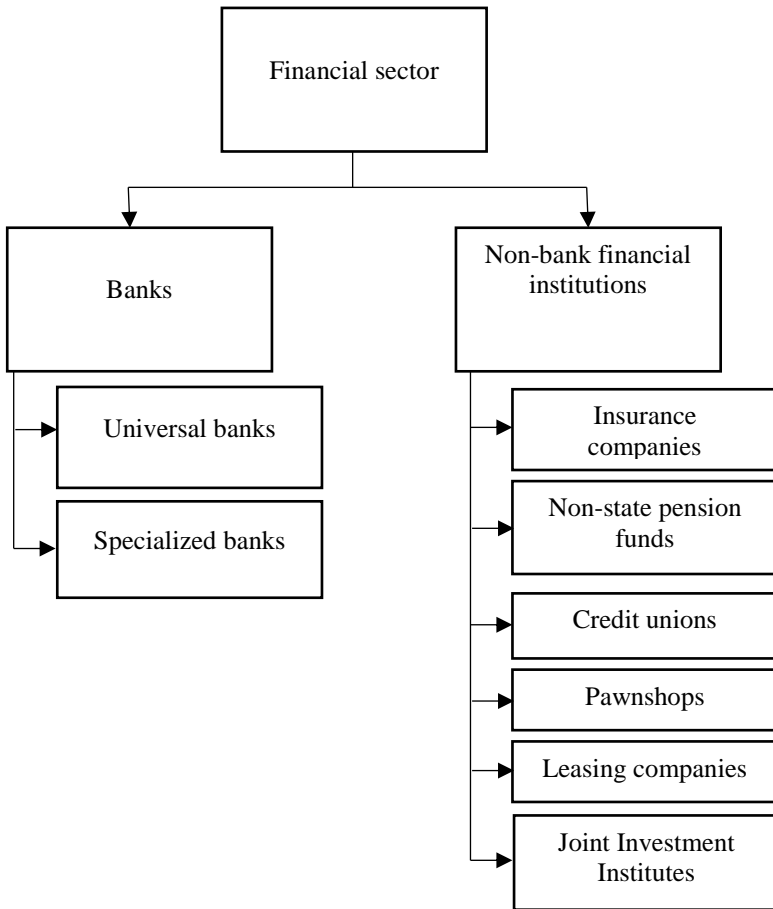 Financial sector
Banks
Universal banks
Specialized banks
Non-bank financial
institutions
Insurance
companies
Non-state pension
funds
Credit unions
Pawnshops
Leasing companies
Joint Investment
Institutes